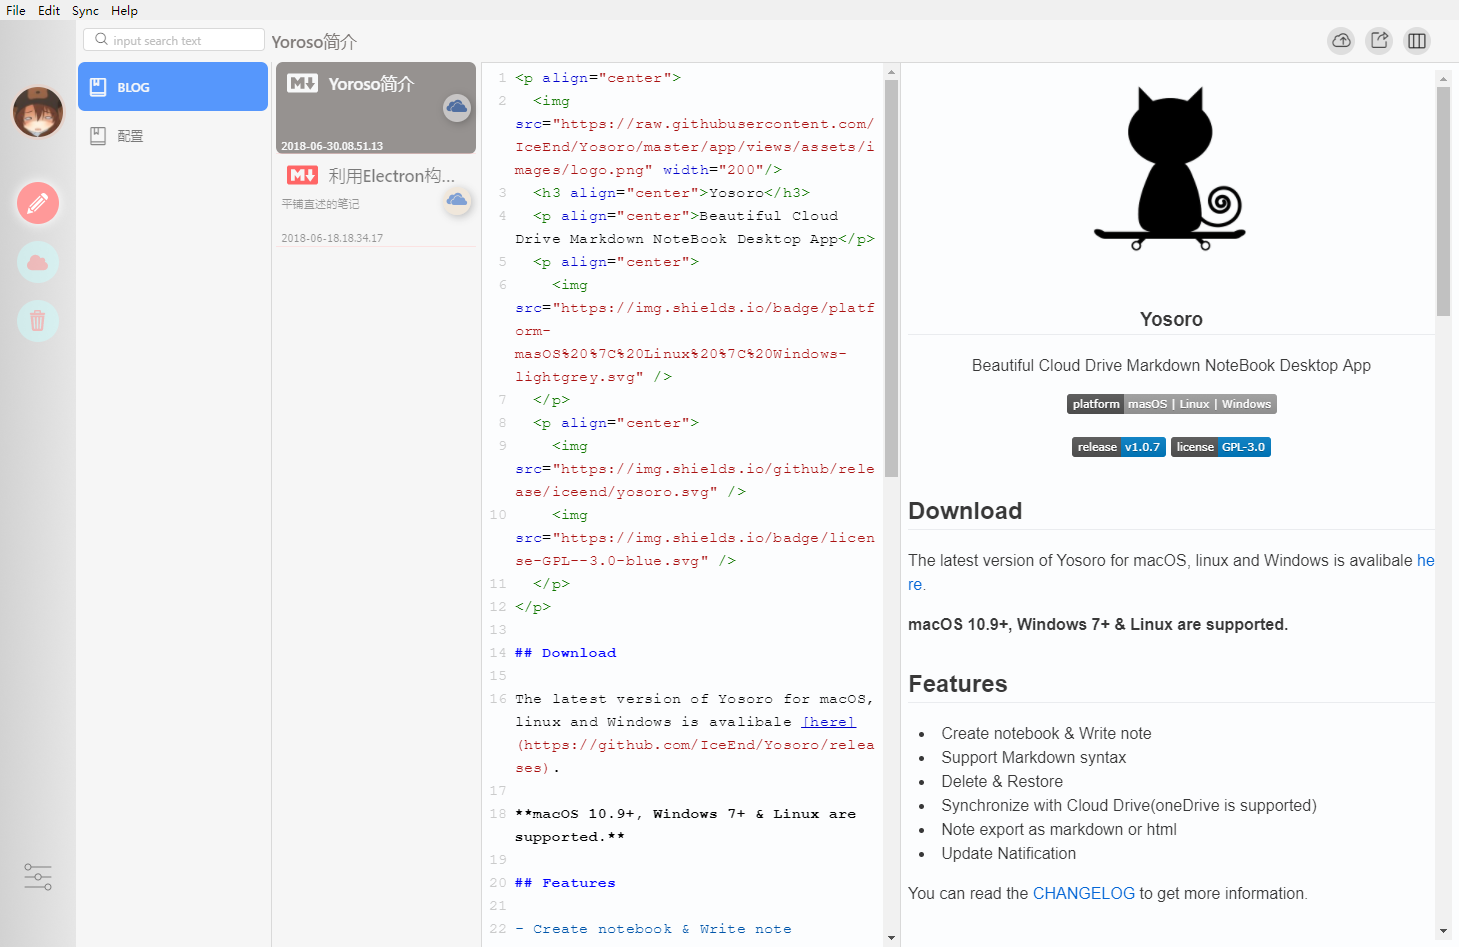 File Edit Sync Help
input search text
Yoroso简介
BLOG
配置
M Yoroso简介
2018-06-30.08.51.13
M 利用Electron构...
平铺直述的笔记
2018-06-18.18.34.17
1 <p align="center">
2 <img
src="https://raw.githubusercontent.com/
IceEnd/Yosoro/master/app/views/assets/i
mages/logo.png" width="200"/>
3 <h3 align="center">Yosoro</h3>
4 <p align="center">Beautiful Cloud
Drive Markdown NoteBook Desktop App</p>
5 <p align="center">
6 <img
src="https://img.shields.io/badge/platf
orm-
masOS%20%7C%20Linux%20%7C%20Windows-
lightgrey.svg" />
7 </p>
8 <p align="center">
9 <img
src="https://img.shields.io/github/rele
ase/iceend/yosoro.svg" />
10 <img
src="https://img.shields.io/badge/licen
se-GPL--3.0-blue.svg" />
11 </p>
12 </p>
13
14 ## Download
15
16 The latest version of Yosoro for macOS,
linux and Windows is avalibale [here]
(https://github.com/IceEnd/Yosoro/relea
ses).
17
18 **macOS 10.9+, Windows 7+ & Linux are
supported.**
19
20 ## Features
21
22 - Create notebook & Write note
Yosoro
Beautiful Cloud Drive Markdown NoteBook Desktop App
platform masOS | Linux | Windows
release v1.0.7 license GPL-3.0
Download
The latest version of Yosoro for macOS, linux and Windows is avalibale he
re.
macOS 10.9+, Windows 7+ & Linux are supported.
Features
• Create notebook & Write note
• Support Markdown syntax
• Delete & Restore
• Synchronize with Cloud Drive(oneDrive is supported)
• Note export as markdown or html
• Update Natification
You can read the CHANGELOG to get more information.